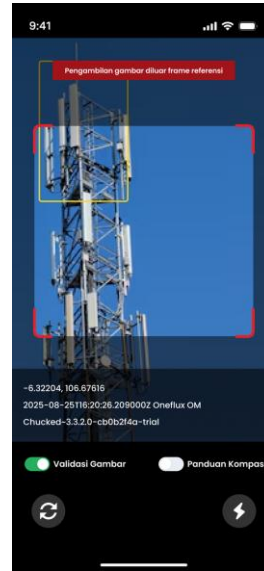 9:41
Pengambilan gambar diluar frame referensi
-6.32204, 106.67616
2025-08-25T16:20:26.209000Z Oneflux OM
Chucked-3.3.2.0-cb0b2f4a-trial
Validasi Gambar
Panduan Kompas